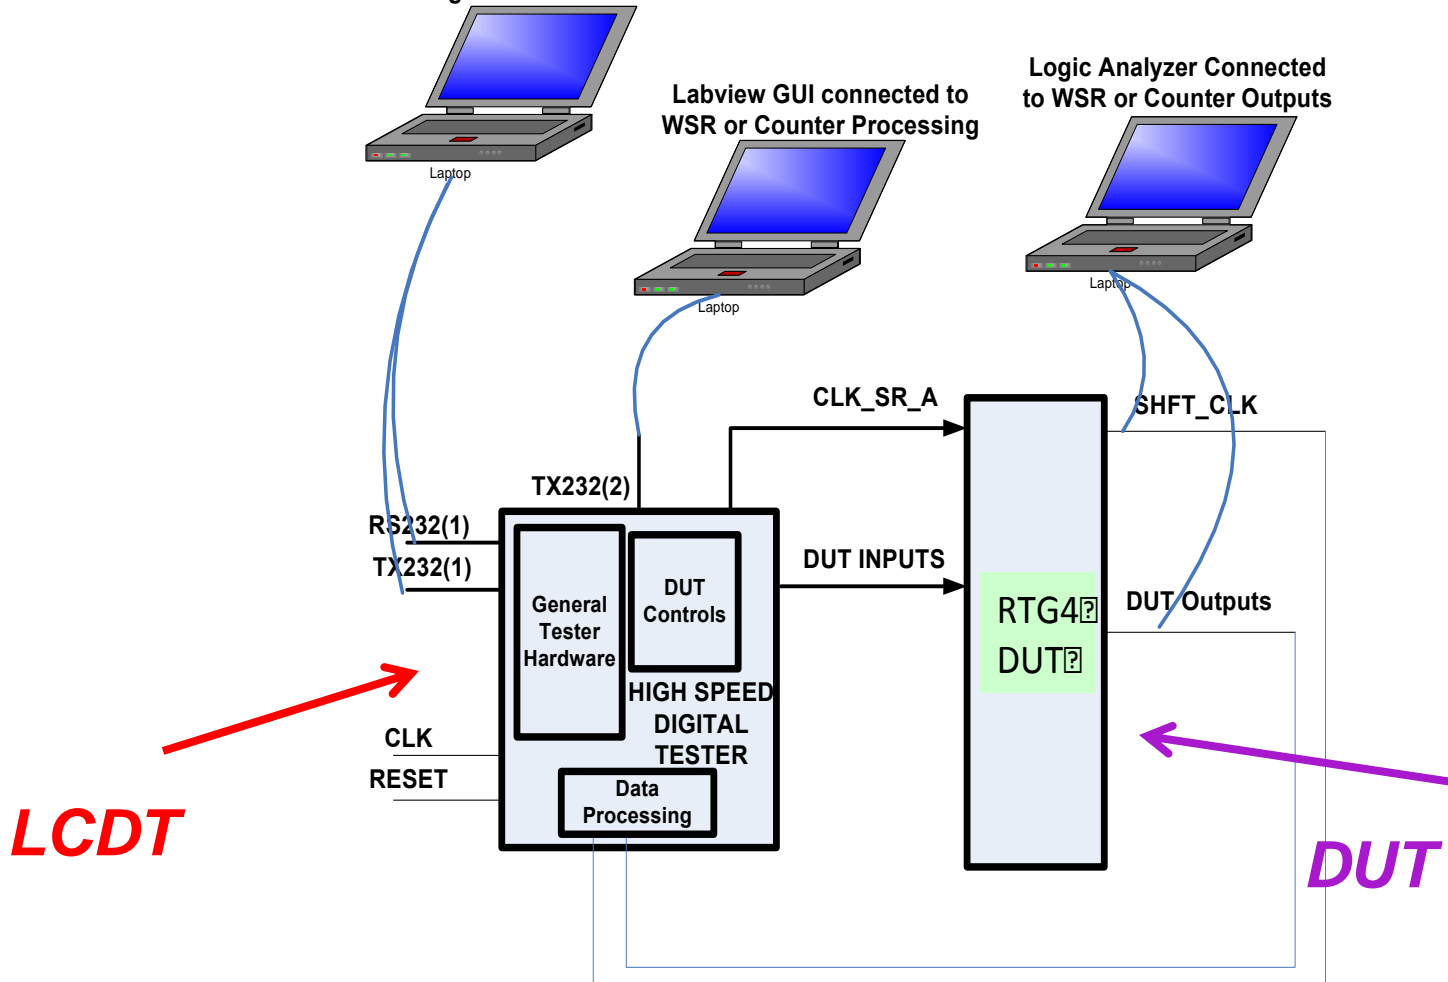 Logic Analyzer Connected
to WSR or Counter Outputs
Labview GUI connected to
WSR or Counter Processing
Laptop
Laptop
Laptop
CLK_SR_A
SHFT_CLK
TX232(2)
RS232(1)
TX232(1)
DUT INPUTS
DUT Outputs
General
Tester
Hardware
DUT
Controls
RTG4
DUT
HIGH SPEED
DIGITAL
TESTER
CLK
RESET
Data
Processing
LCDT
DUT